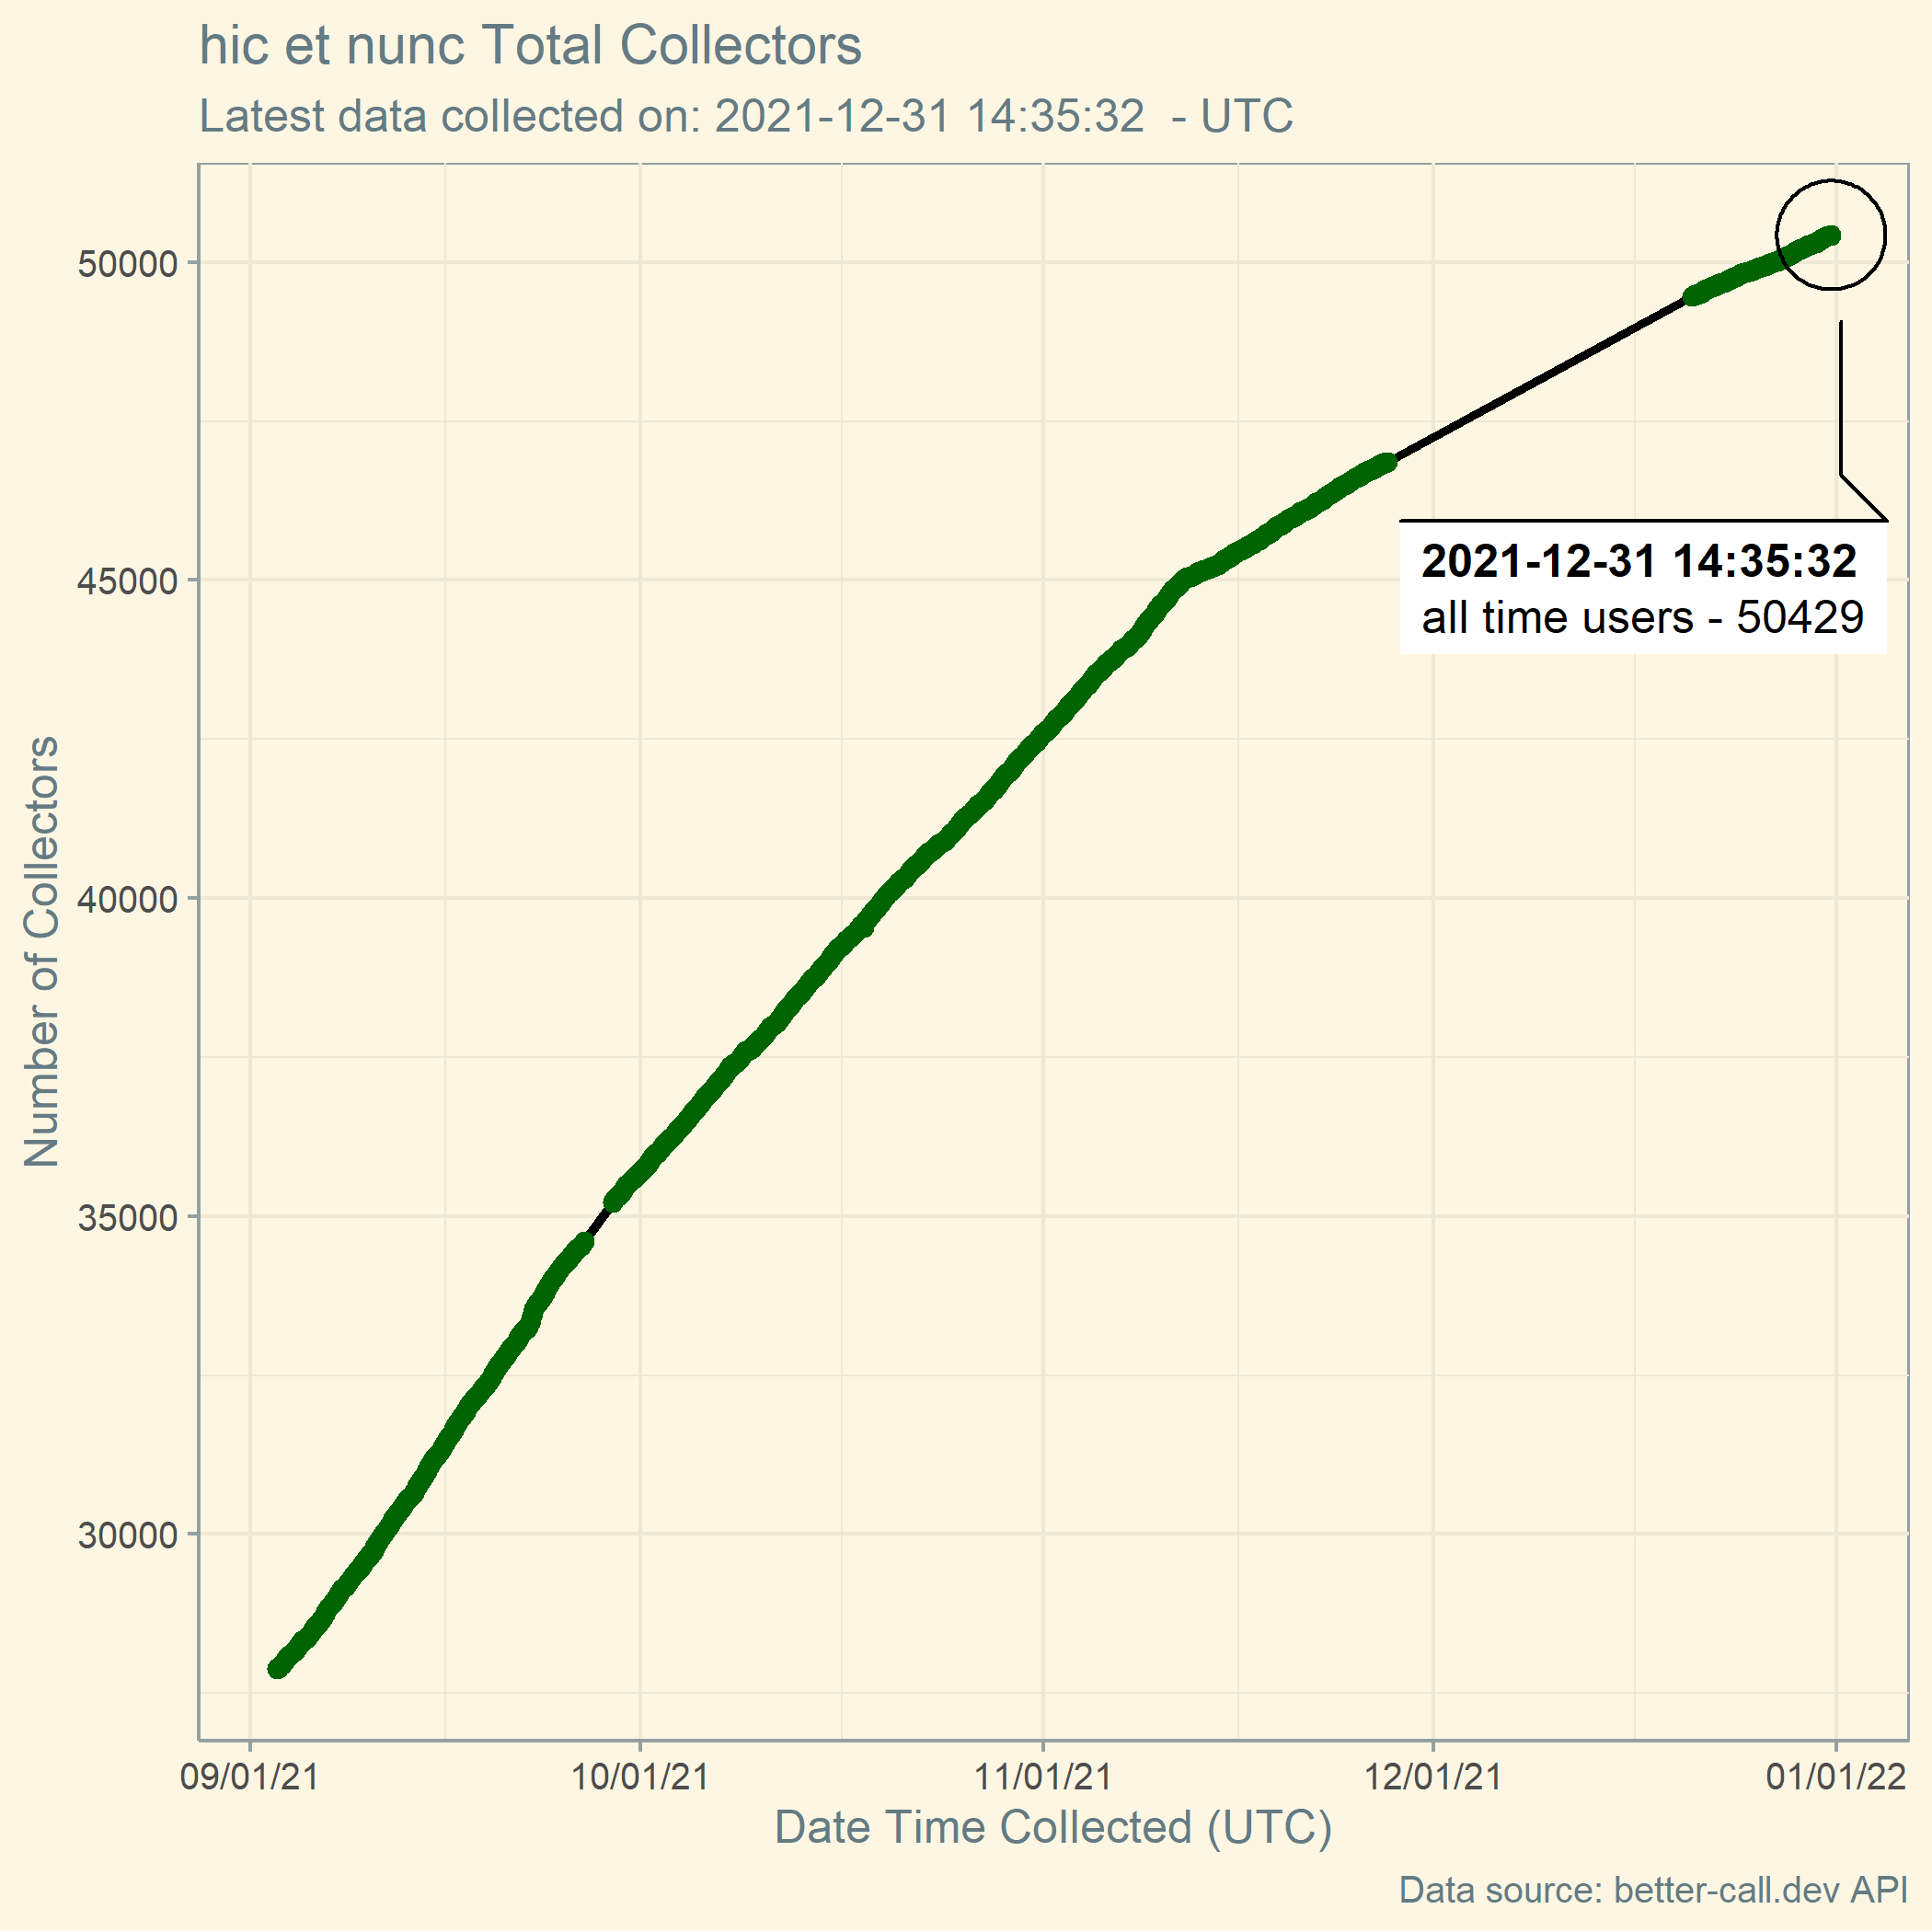 hic et nunc Total Collectors
Latest data collected on: 2021-12-31 14:35:32  - UTC
Number of Collectors
50000
45000
40000
35000
30000
2021-12-31 14:35:32
all time users - 50429
09/01/21 10/01/21 11/01/21 12/01/21 01/01/22
Date Time Collected (UTC)
Data source: better-call.dev API